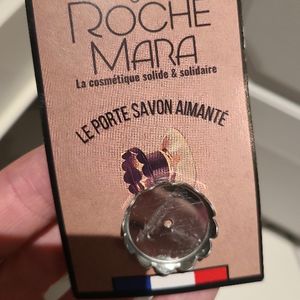 ROCHE
MARA
La cosmétique solide & solidaire
LE PORTE SAVON AIMANTÉ